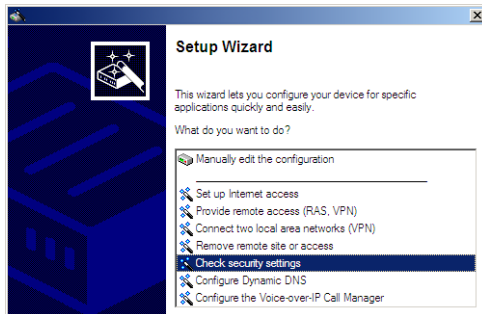 Setup Wizard
This wizard lets you configure your device for specific
applications quickly and easily.
What do you want to do?
Manually edit the configuration
Set up Internet access
Provide remote access (RAS, VPN)
Connect two local area networks (VPN)
Remove remote site or access
Check security settings
Configure Dynamic DNS
Configure the Voice-over-IP Call Manager